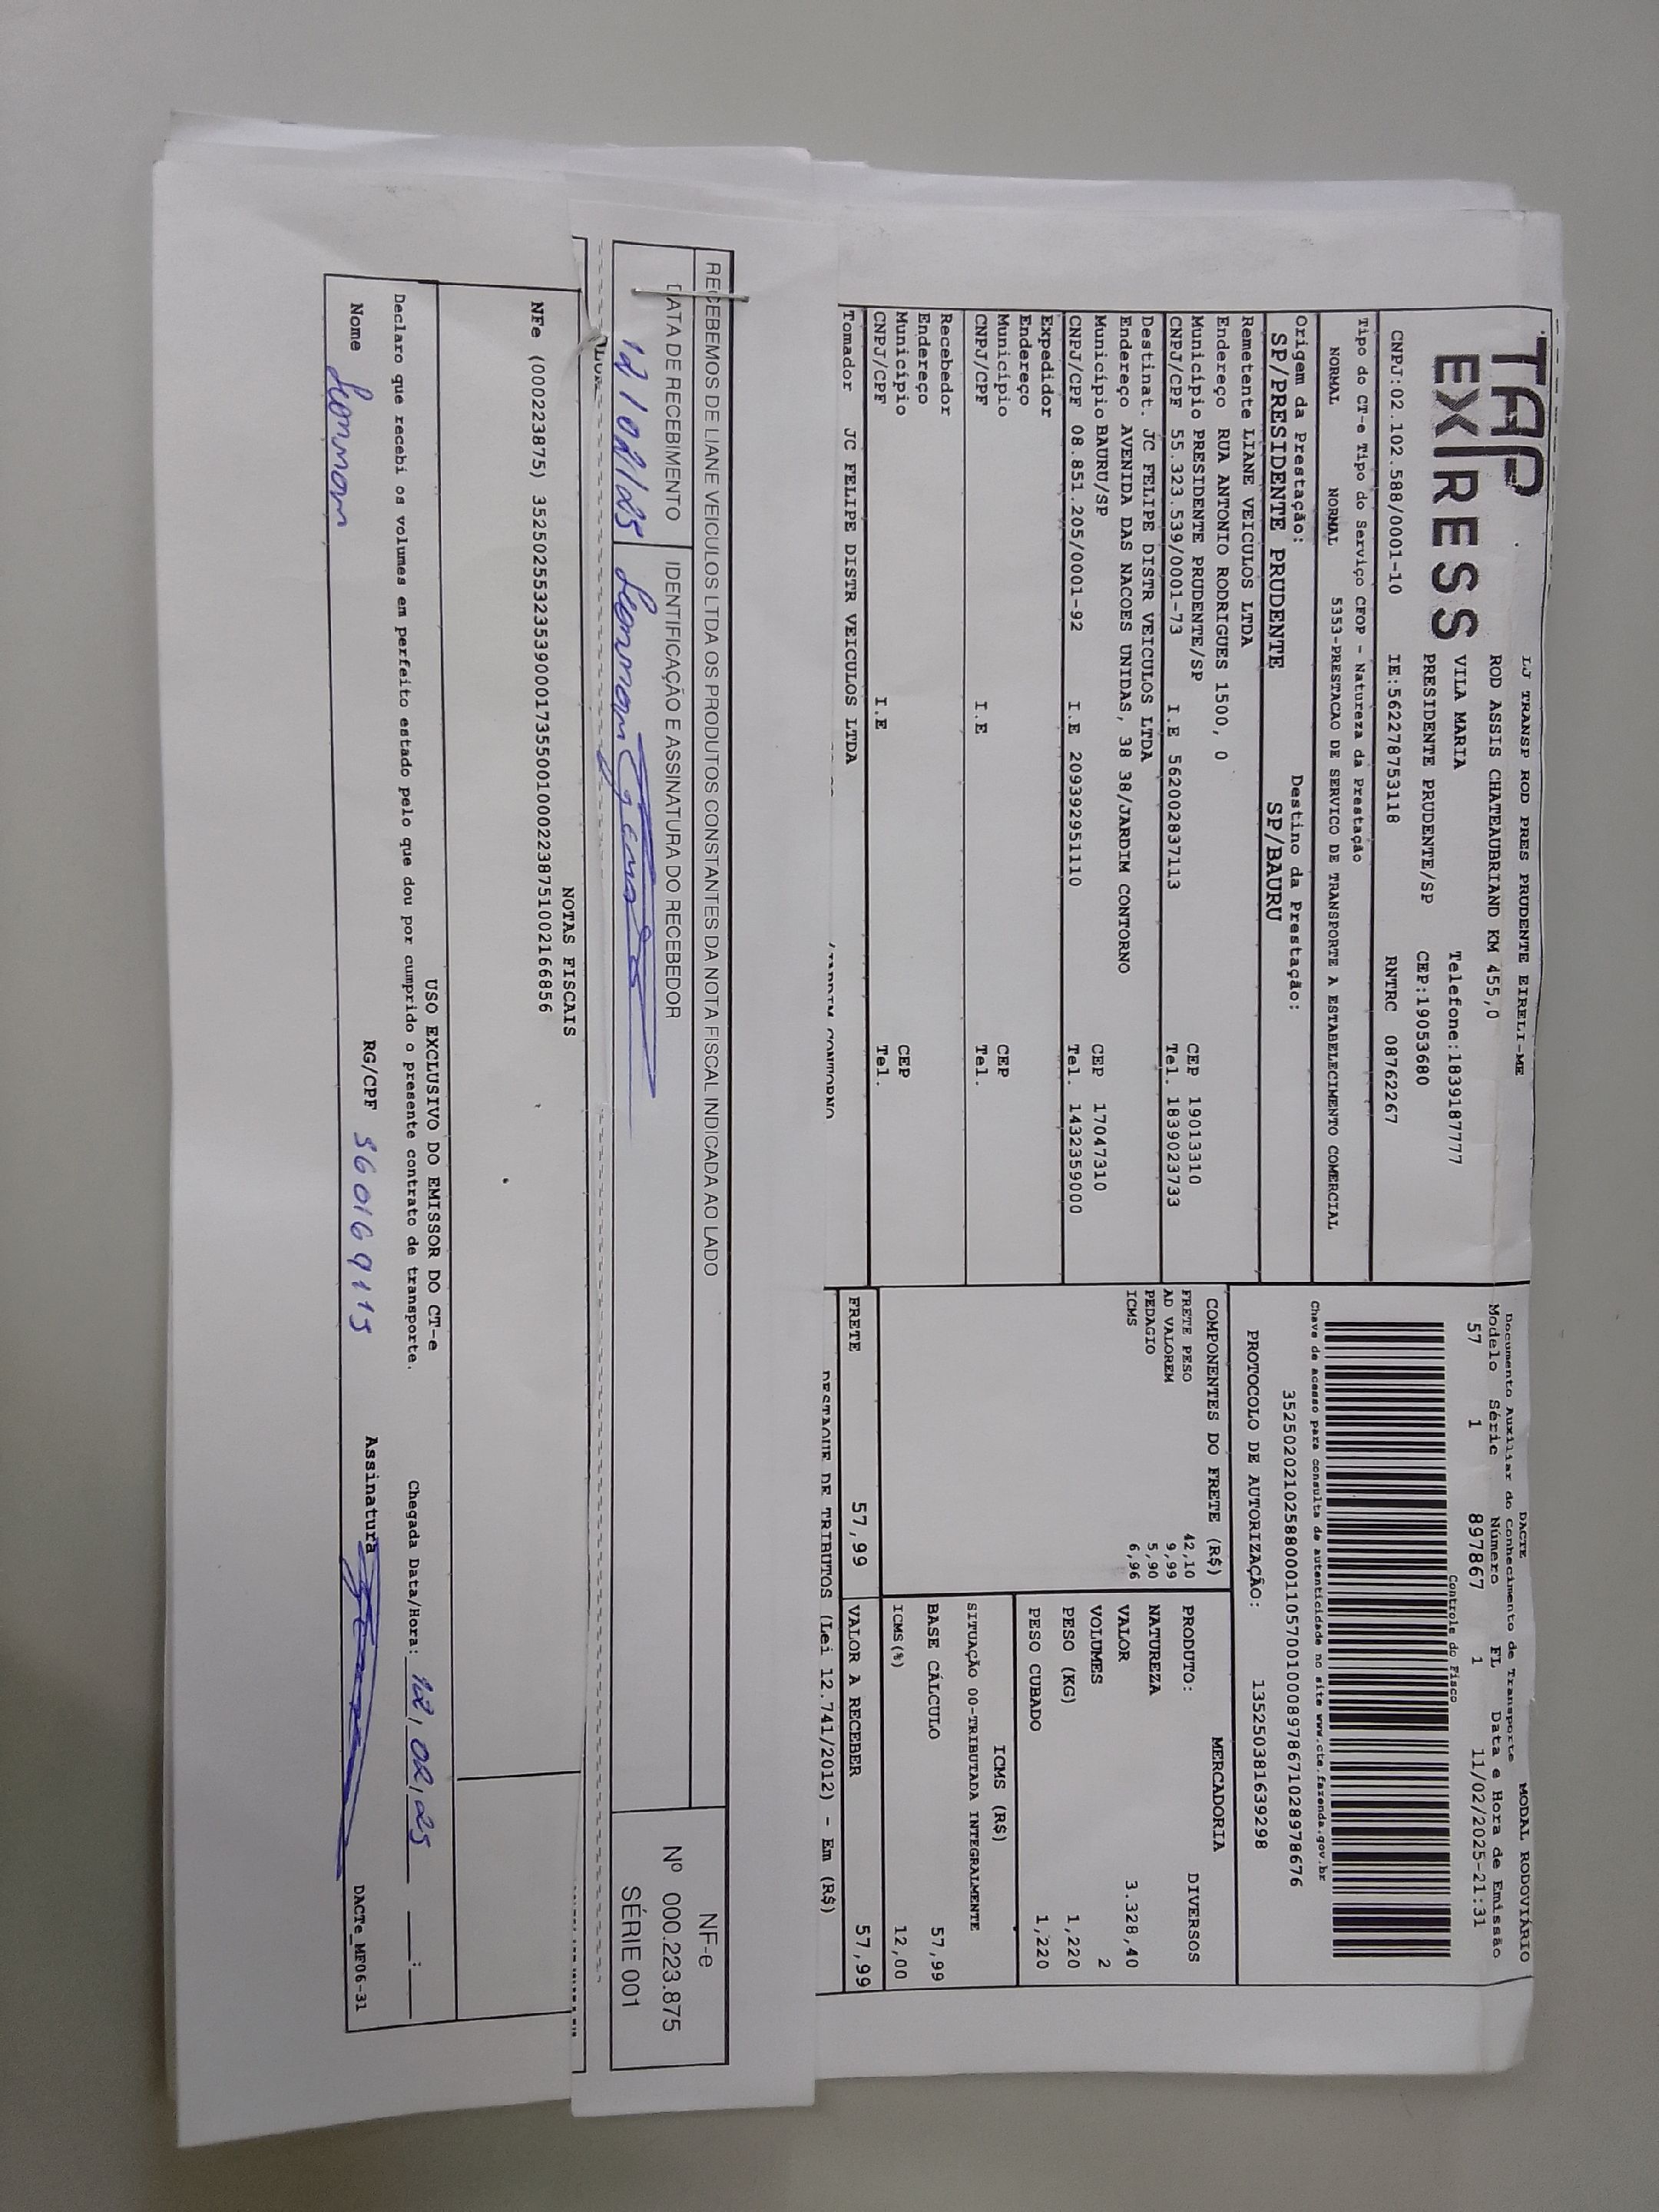 TAP
EXPRESS
LJ TRANSP ROD PRES PRUDENTE EIRELI-ME
ROD ASSIS CHATEAUBRIAND KM 455,0
VILA MARIA Telefone:1839187777
PRESIDENTE PRUDENTE/SP CEP:19053680
CNPJ:02.102.588/0001-10 IE:562278753118 RNTRC 08762267
DACTE MODAL RODOVIÁRIO
Documento Auxiliar do Conhecimento de Transporte
Modelo Série Número FL Data e Hora de Emissão
57 1 897867 1 11/02/2025-21:31
Controle do Fisco
Chave de acesso para consulta de autenticidade no site www.cte.fazenda.gov.br
35250202102588000110570010008978671028978676
PROTOCOLO DE AUTORIZAÇÃO: 135250381639298
Tipo do CT-e Tipo do Serviço CFOP - Natureza da Prestação
NORMAL NORMAL 5353-PRESTACAO DE SERVICO DE TRANSPORTE A ESTABELECIMENTO COMERCIAL
Origem da Prestação: Destino da Prestação:
SP/PRESIDENTE PRUDENTE SP/BAURU
Remetente LIANE VEICULOS LTDA
Endereço RUA ANTONIO RODRIGUES 1500, 0
Município PRESIDENTE PRUDENTE/SP CEP 19013310
CNPJ/CPF 55.323.539/0001-73 I.E 562002837113 Tel. 1839023733
Destinat. JC FELIPE DISTR VEICULOS LTDA
Endereço AVENIDA DAS NACOES UNIDAS, 38 38/JARDIM CONTORNO
Município BAURU/SP CEP 17047310
CNPJ/CPF 08.851.205/0001-92 I.E 209392951110 Tel. 1432359000
Expedidor
Endereço
Município CEP
CNPJ/CPF I.E Tel.
Recebedor
Endereço
Município CEP
CNPJ/CPF I.E Tel.
Tomador JC FELIPE DISTR VEICULOS LTDA
/JARDIM CONTORNO
COMPONENTES DO FRETE (R$)
FRETE PESO 42,10
AD VALOREM 9,99
PEDAGIO 5,90
ICMS 6,96
FRETE 57,99
MERCADORIA
PRODUTO: DIVERSOS
NATUREZA
VALOR 3.328,40
VOLUMES 2
PESO (KG) 1,220
PESO CUBADO 1,220
ICMS (R$)
SITUAÇÃO 00-TRIBUTADA INTEGRALMENTE
BASE CÁLCULO 57,99
ICMS(%) 12,00
VALOR A RECEBER 57,99
DESTAQUE DE TRIBUTOS (Lei 12.741/2012) - Em (R$)
RECEBEMOS DE LIANE VEICULOS LTDA OS PRODUTOS CONSTANTES DA NOTA FISCAL INDICADA AO LADO
DATA DE RECEBIMENTO IDENTIFICAÇÃO E ASSINATURA DO RECEBEDOR
12/02/25
NF-e
Nº 000.223.875
SÉRIE 001
NOTAS FISCAIS
NFe (000223875) 35250255323539000173550010002238751002166856
USO EXCLUSIVO DO EMISSOR DO CT-e
Declaro que recebi os volumes em perfeito estado pelo que dou por cumprido o presente contrato de transporte.
Chegada Data/Hora: 12,02,25 __:__
Nome RG/CPF 360169115 Assinatura
DACTe_MF06-31